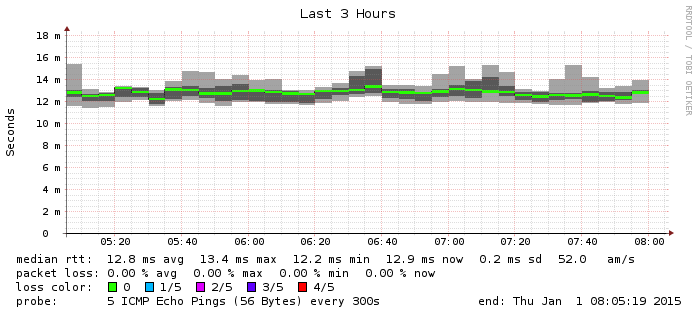 Last 3 Hours
RRDTOOL / TOBI OETIKER
Seconds
18 m
16 m
14 m
12 m
10 m
8 m
6 m
4 m
2 m
0
05:20 05:40 06:00 06:20 06:40 07:00 07:20 07:40 08:00
median rtt: 12.8 ms avg 13.4 ms max 12.2 ms min 12.9 ms now 0.2 ms sd 52.0 am/s
packet loss: 0.00 % avg 0.00 % max 0.00 % min 0.00 % now
loss color: 0 1/5 2/5 3/5 4/5
probe: 5 ICMP Echo Pings (56 Bytes) every 300s end: Thu Jan 1 08:05:19 2015